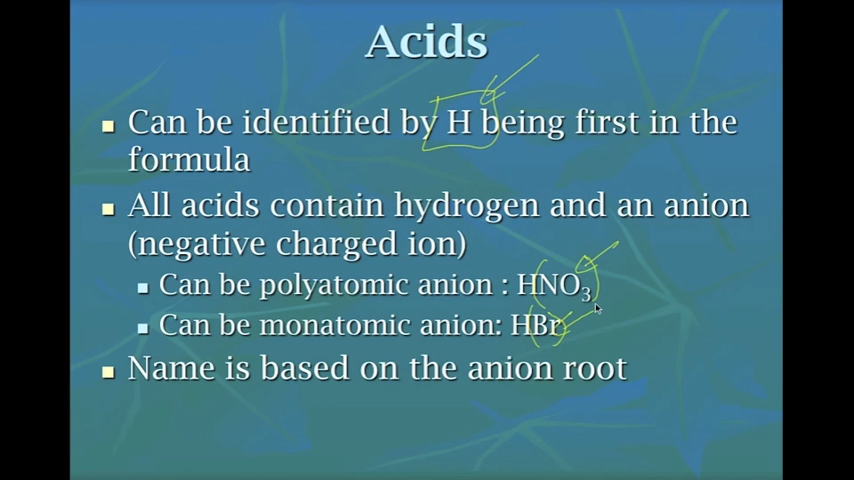 Acids
Can be identified by H being first in the
formula
All acids contain hydrogen and an anion
(negative charged ion)
Can be polyatomic anion : HNO₃
Can be monatomic anion: HBr
Name is based on the anion root